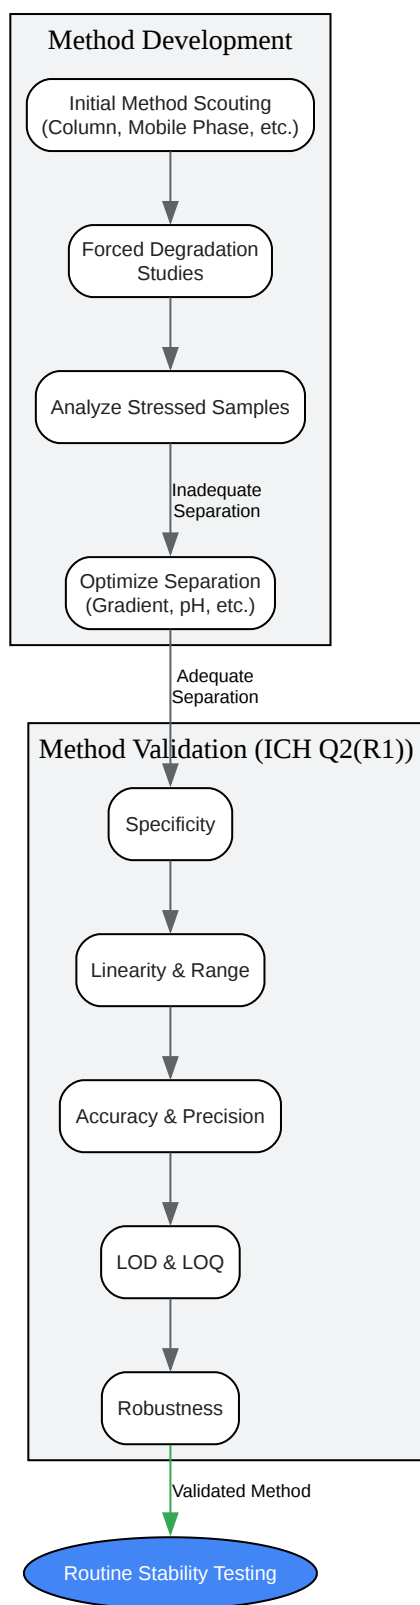 Method Development
Initial Method Scouting
(Column, Mobile Phase, etc.)
Forced Degradation
Studies
Analyze Stressed Samples
Inadequate
Separation
Optimize Separation
(Gradient, pH, etc.)
Adequate
Separation
Method Validation (ICH Q2(R1))
Specificity
Linearity & Range
Accuracy & Precision
LOD & LOQ
Robustness
Validated Method
Routine Stability Testing